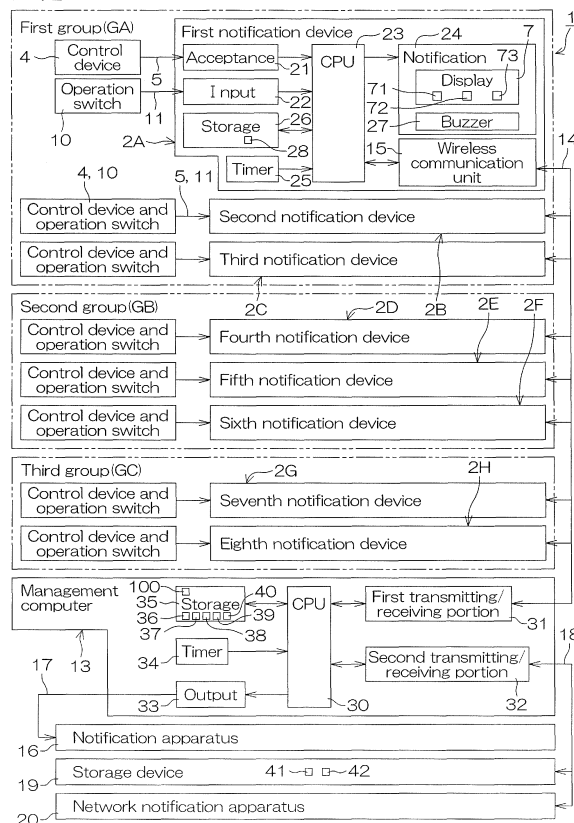 First group(GA)
First notification device
1
4
Control
device
5
Acceptance
21
23
CPU
24
Notification
73
7
Display
71
72
Operation
switch
11
10
Input
22
Storage
26
28
2A
Buzzer
27
15
Wireless
communication
unit
14
Timer
25
4, 10
5, 11
Control device and
operation switch
Second notification device
Control device and
operation switch
Third notification device
2C
2B
Second group(GB)
2D
2E
2F
Control device and
operation switch
Fourth notification device
Control device and
operation switch
Fifth notification device
Control device and
operation switch
Sixth notification device
Third group(GC)
2G
2H
Control device and
operation switch
Seventh notification device
Control device and
operation switch
Eighth notification device
Management
computer
13
100
35
Storage
36
37
38
39
40
CPU
30
First transmitting/
receiving portion
31
Timer
34
Second transmitting/
receiving portion
32
18
17
Output
33
Notification apparatus
16
Storage device
41
42
19
Network notification apparatus
20